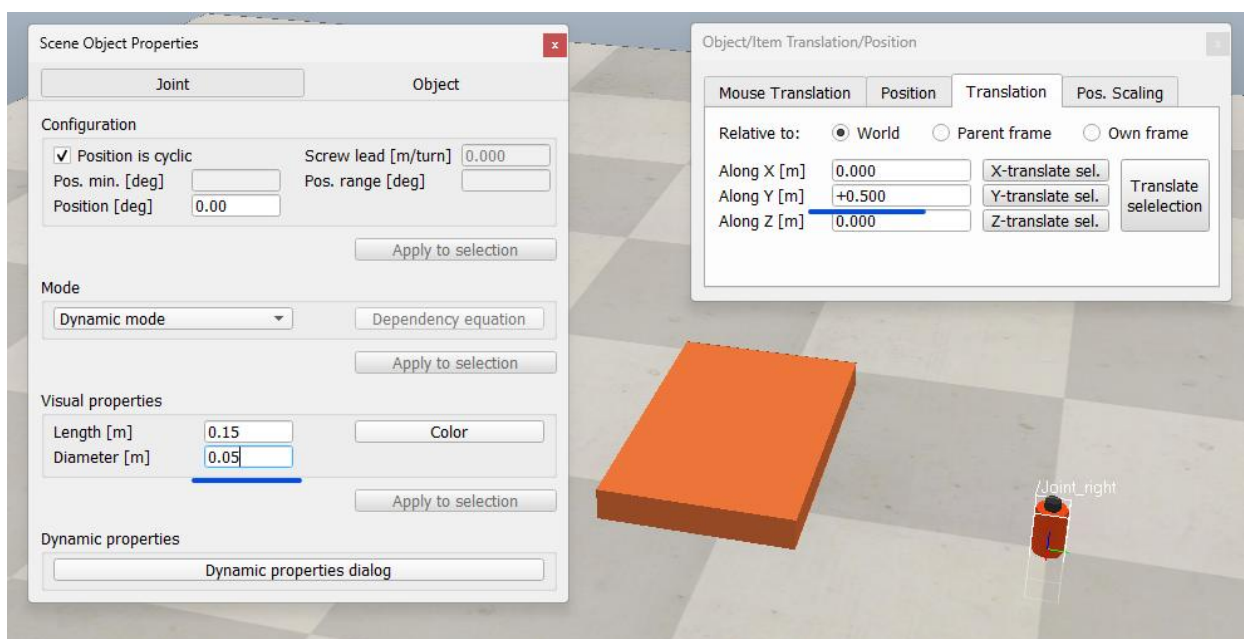 Scene Object Properties
x
Joint Object
Configuration
Position is cyclic Screw lead [m/turn] 0.000
Pos. min. [deg] Pos. range [deg]
Position [deg] 0.00
Apply to selection
Mode
Dynamic mode Dependency equation
Apply to selection
Visual properties
Length [m] 0.15 Color
Diameter [m] 0.05
Apply to selection
Dynamic properties
Dynamic properties dialog
Object/Item Translation/Position
x
Mouse Translation Position Translation Pos. Scaling
Relative to: World Parent frame Own frame
Along X [m] 0.000 X-translate sel.
Along Y [m] +0.500 Y-translate sel.
Along Z [m] 0.000 Z-translate sel.
Translate
selelection
/Joint_right